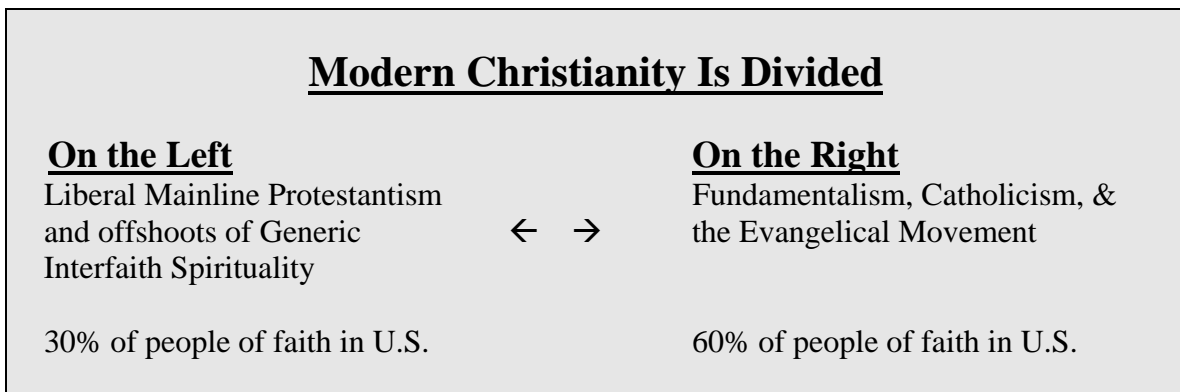 Modern Christianity Is Divided
On the Left
Liberal Mainline Protestantism
and offshoots of Generic
Interfaith Spirituality
30% of people of faith in U.S.
← →
On the Right
Fundamentalism, Catholicism, &
the Evangelical Movement
60% of people of faith in U.S.